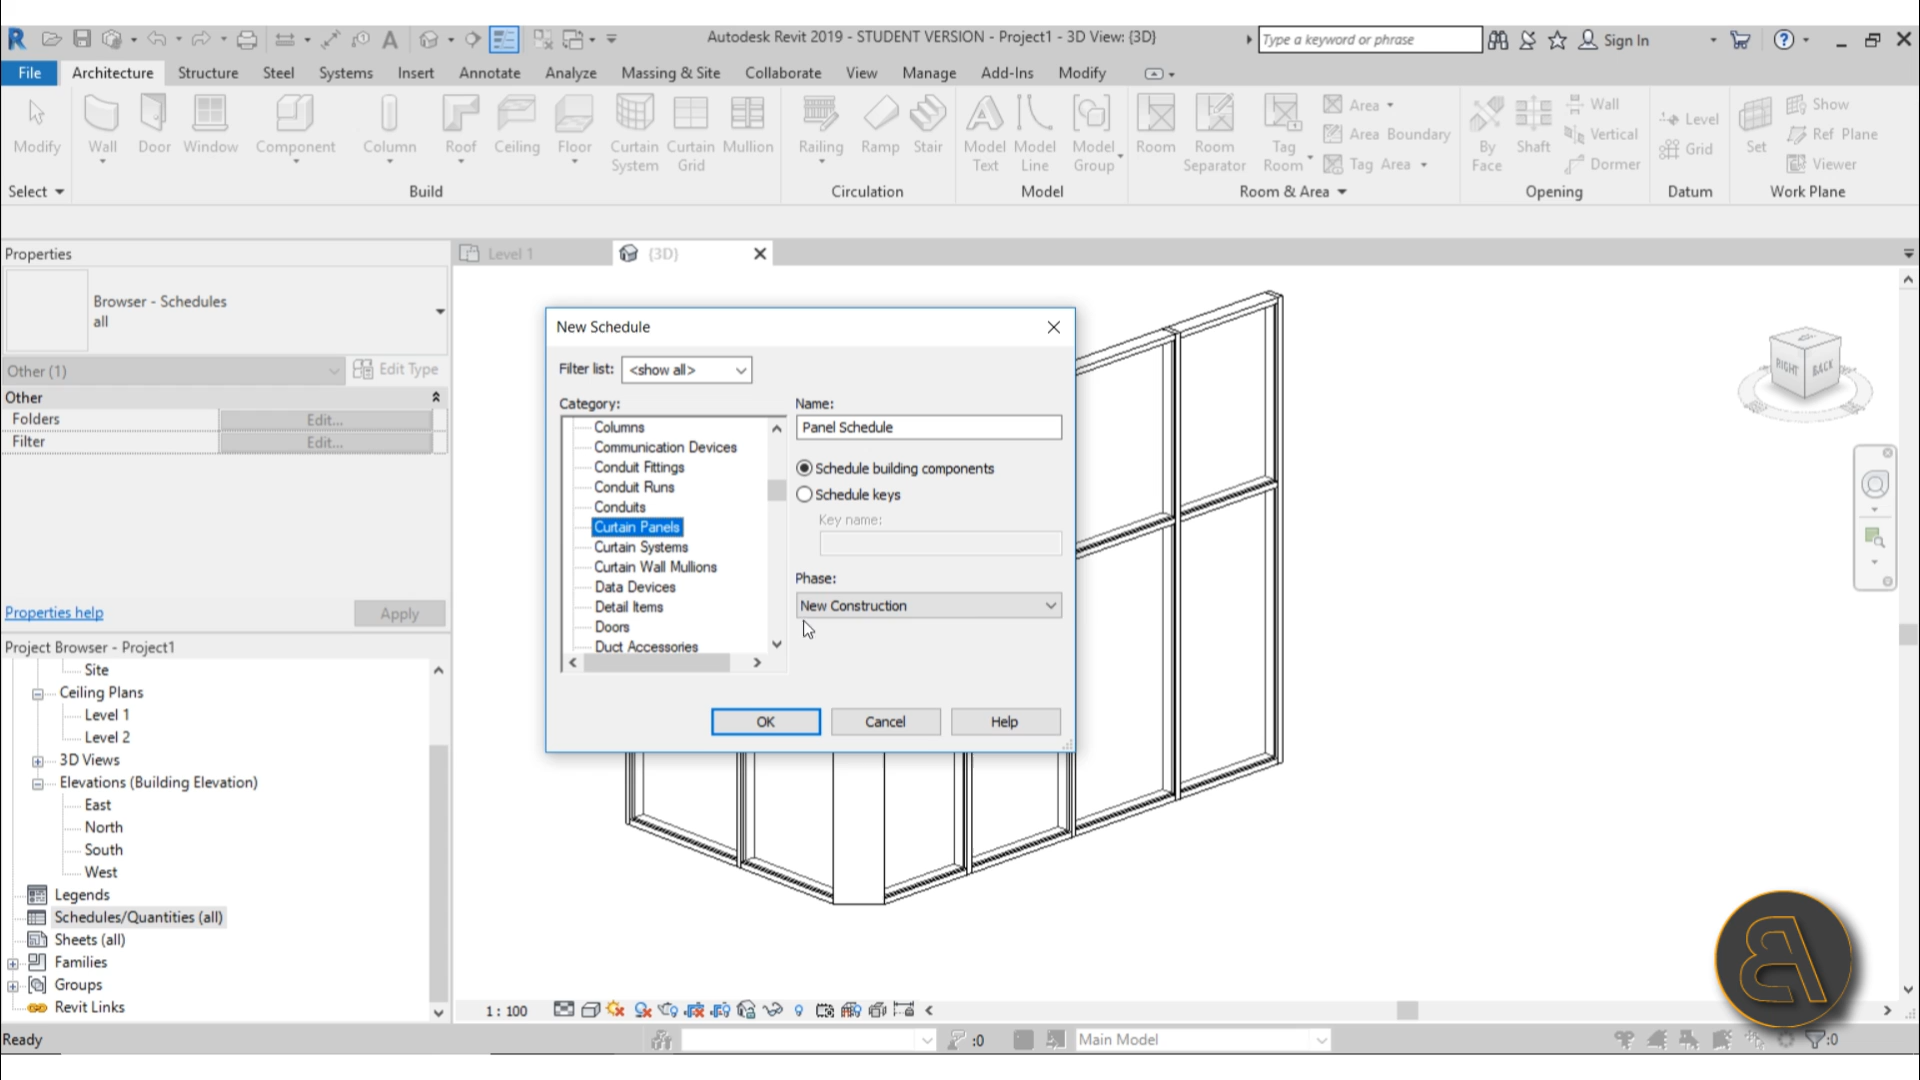 Autodesk Revit 2019 - STUDENT VERSION - Project1 - 3D View: {3D}
Type a keyword or phrase
Sign In
File Architecture Structure Steel Systems Insert Annotate Analyze Massing & Site Collaborate View Manage Add-Ins Modify
Modify
Wall Door Window Component Column Roof Ceiling Floor Curtain System Curtain Grid Mullion
Railing Ramp Stair
Model Text Model Line Model Group
Room Room Separator Tag Room
Area
Area Boundary
Tag Area
By Face Shaft
Wall
Vertical
Dormer
Level
Grid
Set
Show
Ref Plane
Viewer
Select Build Circulation Model Room & Area Opening Datum Work Plane
Properties
Browser - Schedules
all
Other (1) Edit Type
Other
Folders Edit...
Filter Edit...
Properties help Apply
Project Browser - Project1
Site
Ceiling Plans
Level 1
Level 2
3D Views
Elevations (Building Elevation)
East
North
South
West
Legends
Schedules/Quantities (all)
Sheets (all)
Families
Groups
Revit Links
Level 1 {3D}
New Schedule
Filter list: <show all>
Category:
Columns
Communication Devices
Conduit Fittings
Conduit Runs
Conduits
Curtain Panels
Curtain Systems
Curtain Wall Mullions
Data Devices
Detail Items
Doors
Duct Accessories
Name:
Panel Schedule
Schedule building components
Schedule keys
Key name:
Phase:
New Construction
OK Cancel Help
RIGHT BACK
1 : 100
Ready
:0
Main Model
:0